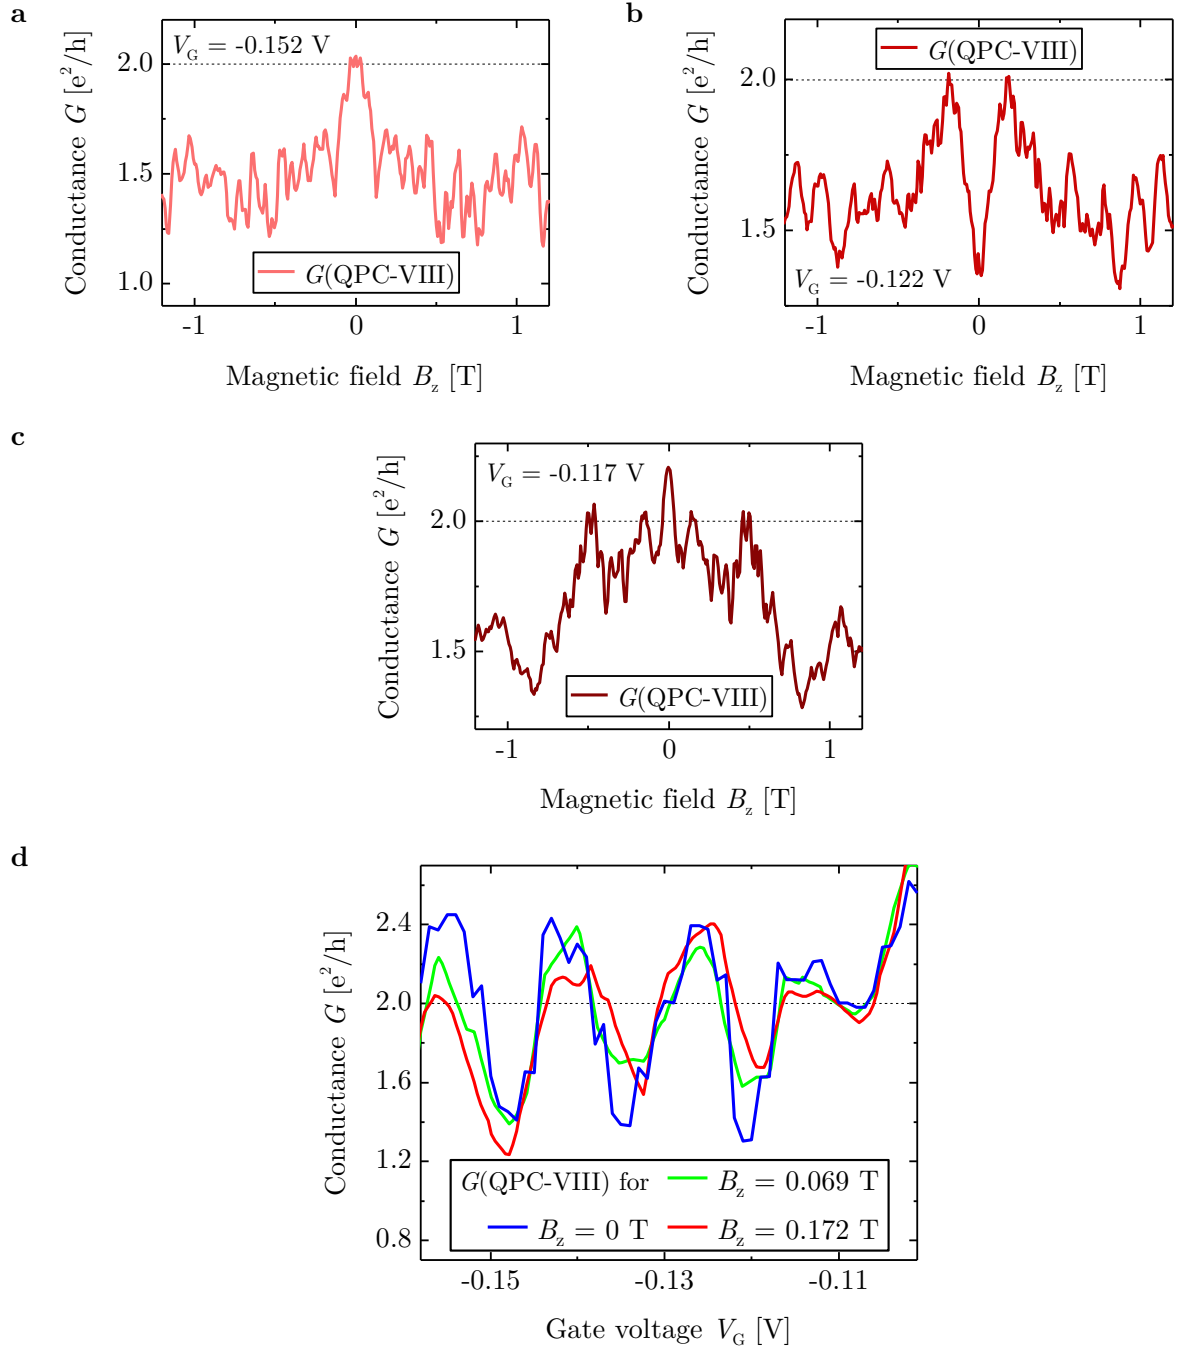 a
V_G = -0.152 V
2.0
1.5
1.0
Conductance G [e²/h]
G(QPC-VIII)
-1 0 1
Magnetic field B_z [T]
b
G(QPC-VIII)
2.0
1.5
Conductance G [e²/h]
V_G = -0.122 V
-1 0 1
Magnetic field B_z [T]
c
V_G = -0.117 V
2.0
1.5
Conductance G [e²/h]
G(QPC-VIII)
-1 0 1
Magnetic field B_z [T]
d
2.4
2.0
1.6
1.2
0.8
Conductance G [e²/h]
G(QPC-VIII) for B_z = 0.069 T
B_z = 0 T B_z = 0.172 T
-0.15 -0.13 -0.11
Gate voltage V_G [V]